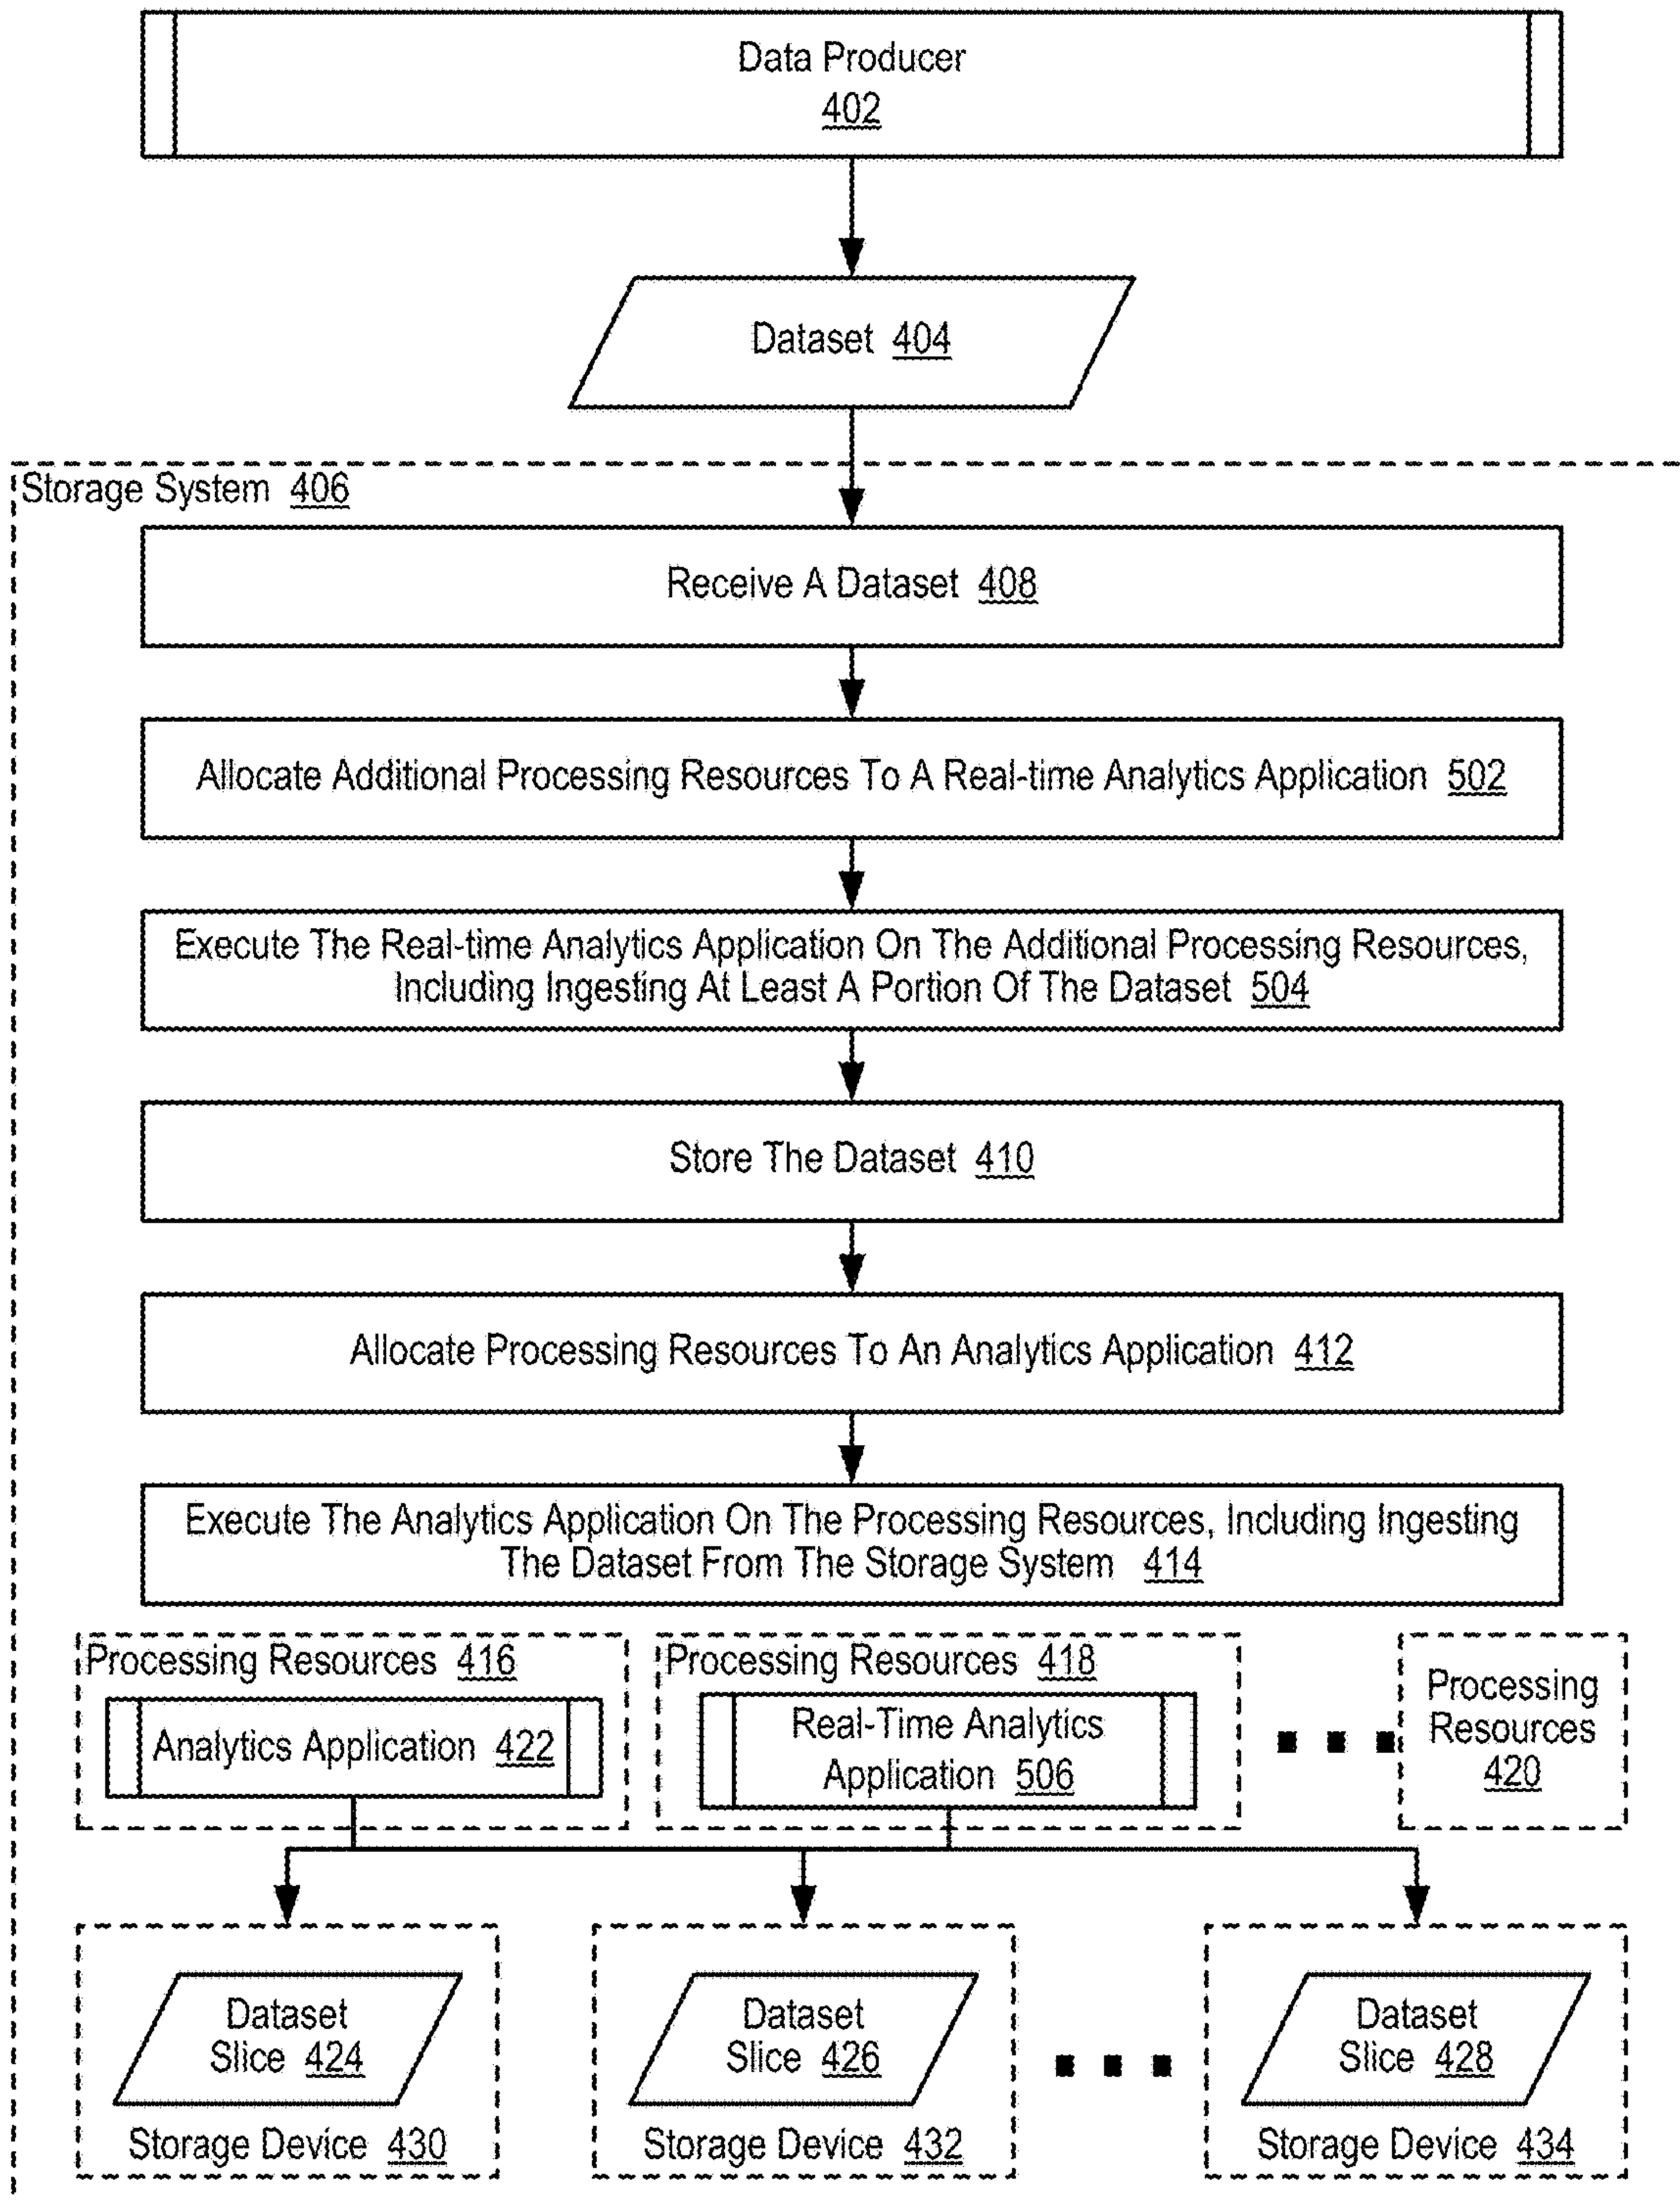 Data Producer
402
Dataset 404
Storage System 406
Receive A Dataset 408
Allocate Additional Processing Resources To A Real-time Analytics Application 502
Execute The Real-time Analytics Application On The Additional Processing Resources,
Including Ingesting At Least A Portion Of The Dataset 504
Store The Dataset 410
Allocate Processing Resources To An Analytics Application 412
Execute The Analytics Application On The Processing Resources, Including Ingesting
The Dataset From The Storage System 414
Processing Resources 416
Analytics Application 422
Processing Resources 418
Real-Time Analytics
Application 506
Processing
Resources
420
Dataset
Slice 424
Storage Device 430
Dataset
Slice 426
Storage Device 432
Dataset
Slice 428
Storage Device 434